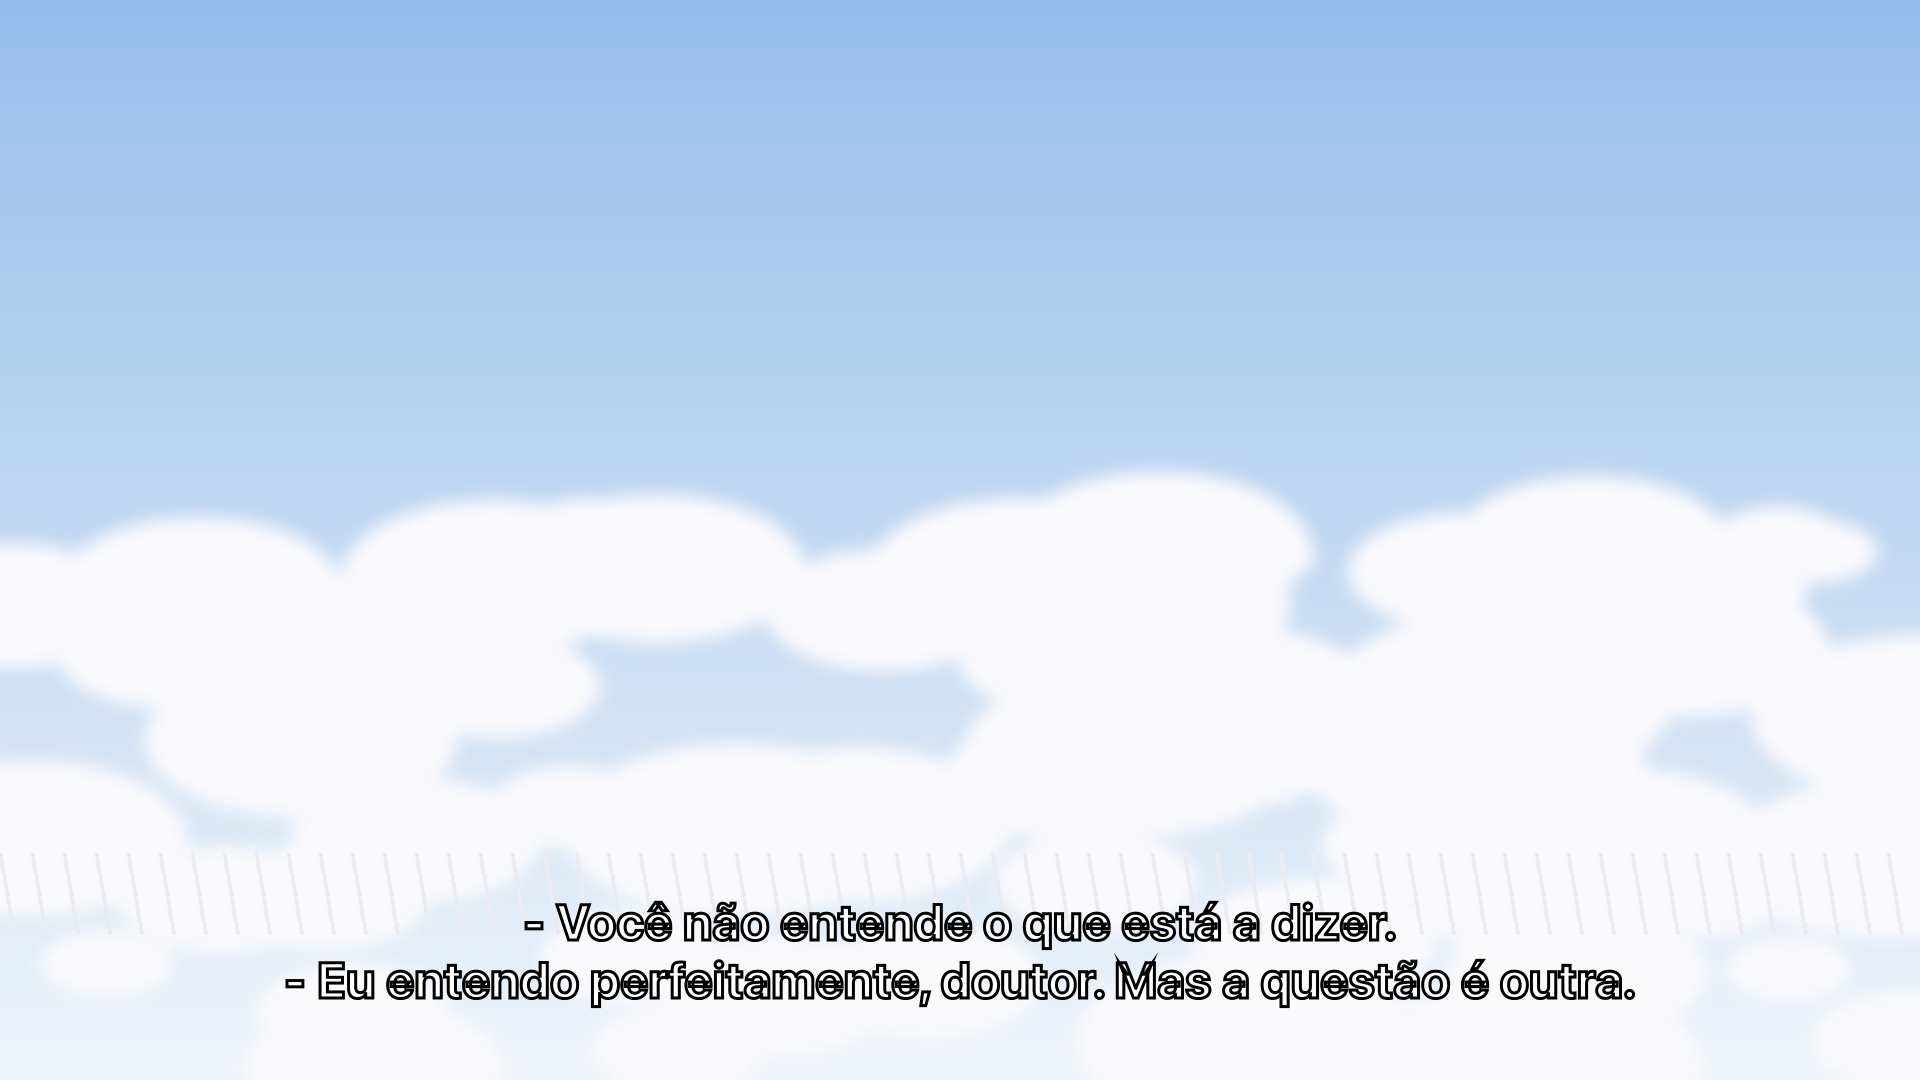 - Você não entende o que está a dizer.
- Eu entendo perfeitamente, doutor. Mas a questão é outra.